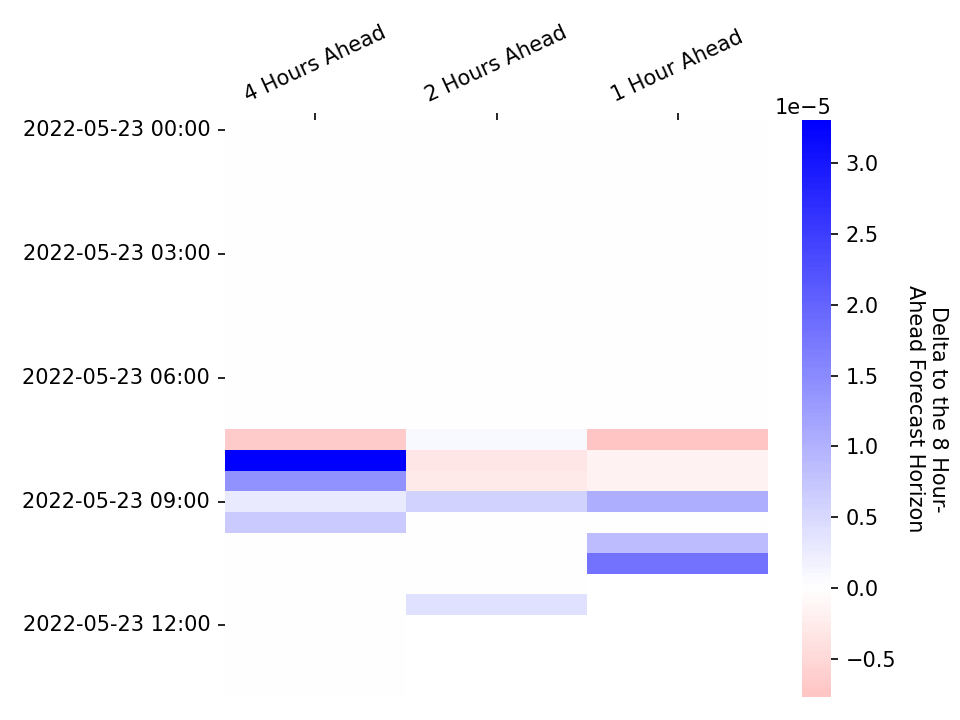 4 Hours Ahead
2 Hours Ahead
1 Hour Ahead
1e−5
2022-05-23 00:00
2022-05-23 03:00
2022-05-23 06:00
2022-05-23 09:00
2022-05-23 12:00
3.0
2.5
2.0
1.5
1.0
0.5
0.0
−0.5
Delta to the 8 Hour-
Ahead Forecast Horizon